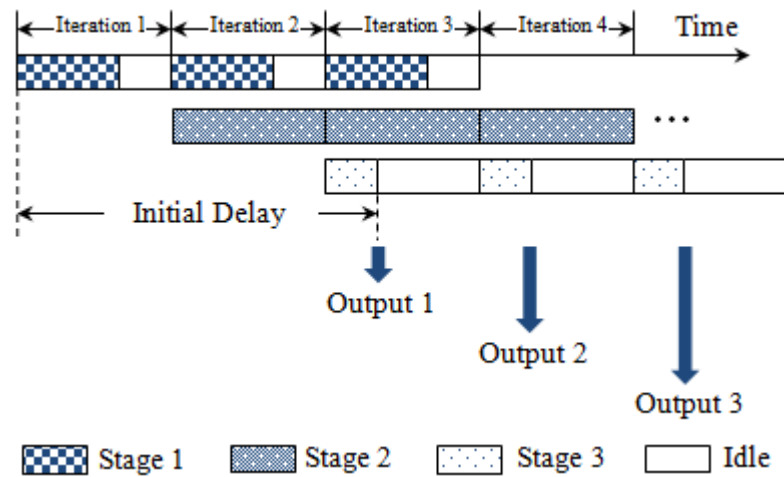 Iteration 1 Iteration 2 Iteration 3 Iteration 4 Time
...
Initial Delay
Output 1
Output 2
Output 3
Stage 1 Stage 2 Stage 3 Idle